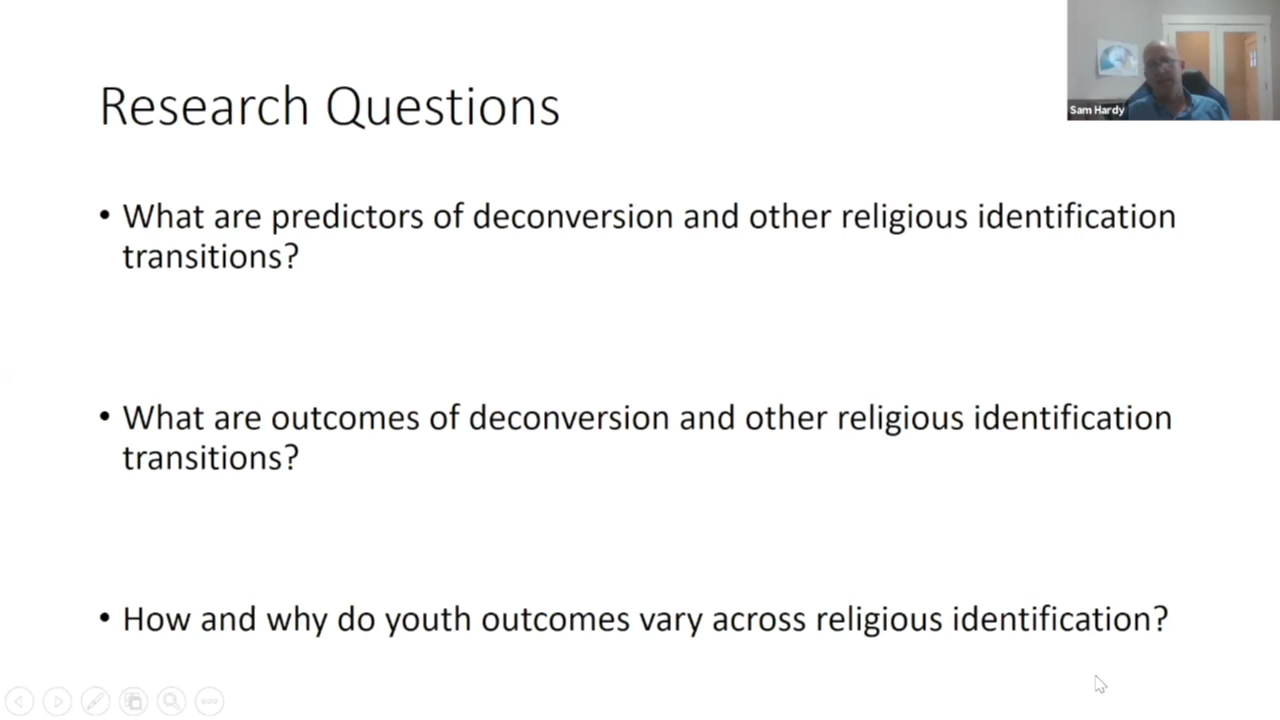 Sam Hardy
Research Questions
• What are predictors of deconversion and other religious identification
transitions?
• What are outcomes of deconversion and other religious identification
transitions?
• How and why do youth outcomes vary across religious identification?